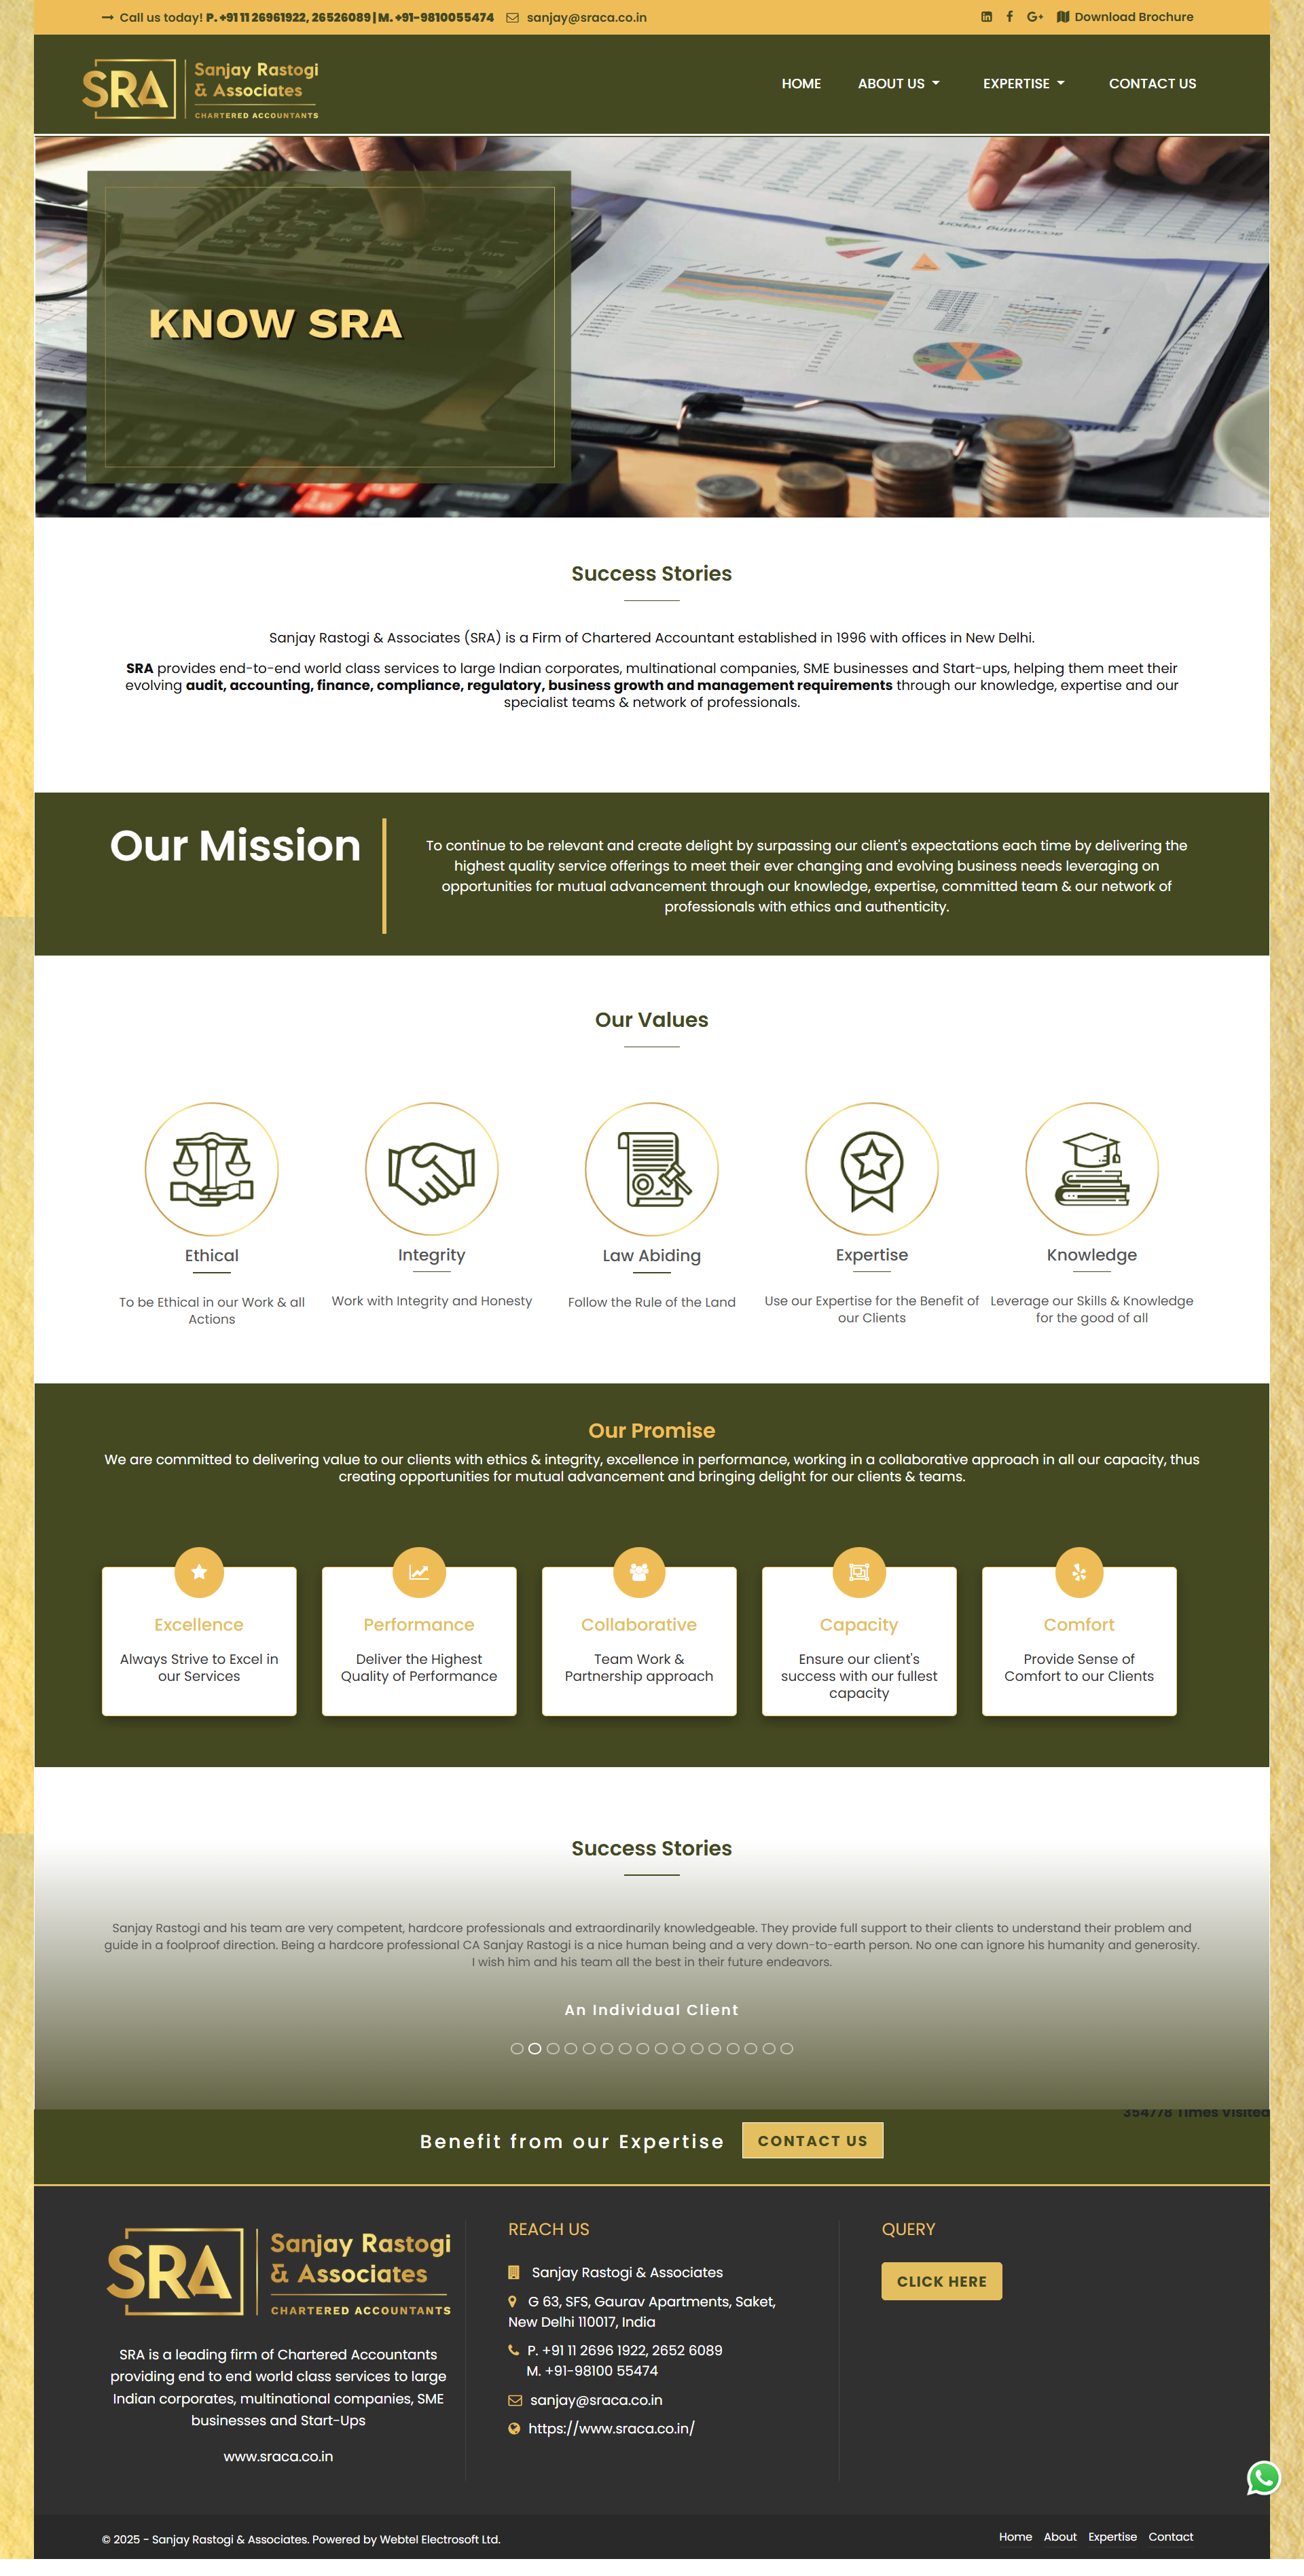 Call us today! P. +91 11 26961922, 26526089 | M. +91-9810055474 sanjay@sraca.co.in
Download Brochure
SRA
Sanjay Rastogi
& Associates
CHARTERED ACCOUNTANTS
HOME ABOUT US EXPERTISE CONTACT US
KNOW SRA
Success Stories
Sanjay Rastogi & Associates (SRA) is a Firm of Chartered Accountant established in 1996 with offices in New Delhi.
SRA provides end-to-end world class services to large Indian corporates, multinational companies, SME businesses and Start-ups, helping them meet their
evolving audit, accounting, finance, compliance, regulatory, business growth and management requirements through our knowledge, expertise and our
specialist teams & network of professionals.
Our Mission
To continue to be relevant and create delight by surpassing our client's expectations each time by delivering the
highest quality service offerings to meet their ever changing and evolving business needs leveraging on
opportunities for mutual advancement through our knowledge, expertise, committed team & our network of
professionals with ethics and authenticity.
Our Values
Ethical
To be Ethical in our Work & all
Actions
Integrity
Work with Integrity and Honesty
Law Abiding
Follow the Rule of the Land
Expertise
Use our Expertise for the Benefit of
our Clients
Knowledge
Leverage our Skills & Knowledge
for the good of all
Our Promise
We are committed to delivering value to our clients with ethics & integrity, excellence in performance, working in a collaborative approach in all our capacity, thus
creating opportunities for mutual advancement and bringing delight for our clients & teams.
Excellence
Always Strive to Excel in
our Services
Performance
Deliver the Highest
Quality of Performance
Collaborative
Team Work &
Partnership approach
Capacity
Ensure our client's
success with our fullest
capacity
Comfort
Provide Sense of
Comfort to our Clients
Success Stories
Sanjay Rastogi and his team are very competent, hardcore professionals and extraordinarily knowledgeable. They provide full support to their clients to understand their problem and
guide in a foolproof direction. Being a hardcore professional CA Sanjay Rastogi is a nice human being and a very down-to-earth person. No one can ignore his humanity and generosity.
I wish him and his team all the best in their future endeavors.
An Individual Client
354778 Times Visited
Benefit from our Expertise CONTACT US
SRA
Sanjay Rastogi
& Associates
CHARTERED ACCOUNTANTS
SRA is a leading firm of Chartered Accountants
providing end to end world class services to large
Indian corporates, multinational companies, SME
businesses and Start-Ups
www.sraca.co.in
REACH US
Sanjay Rastogi & Associates
G 63, SFS, Gaurav Apartments, Saket,
New Delhi 110017, India
P. +91 11 2696 1922, 2652 6089
M. +91-98100 55474
sanjay@sraca.co.in
https://www.sraca.co.in/
QUERY
CLICK HERE
© 2025 - Sanjay Rastogi & Associates. Powered by Webtel Electrosoft Ltd.
Home About Expertise Contact